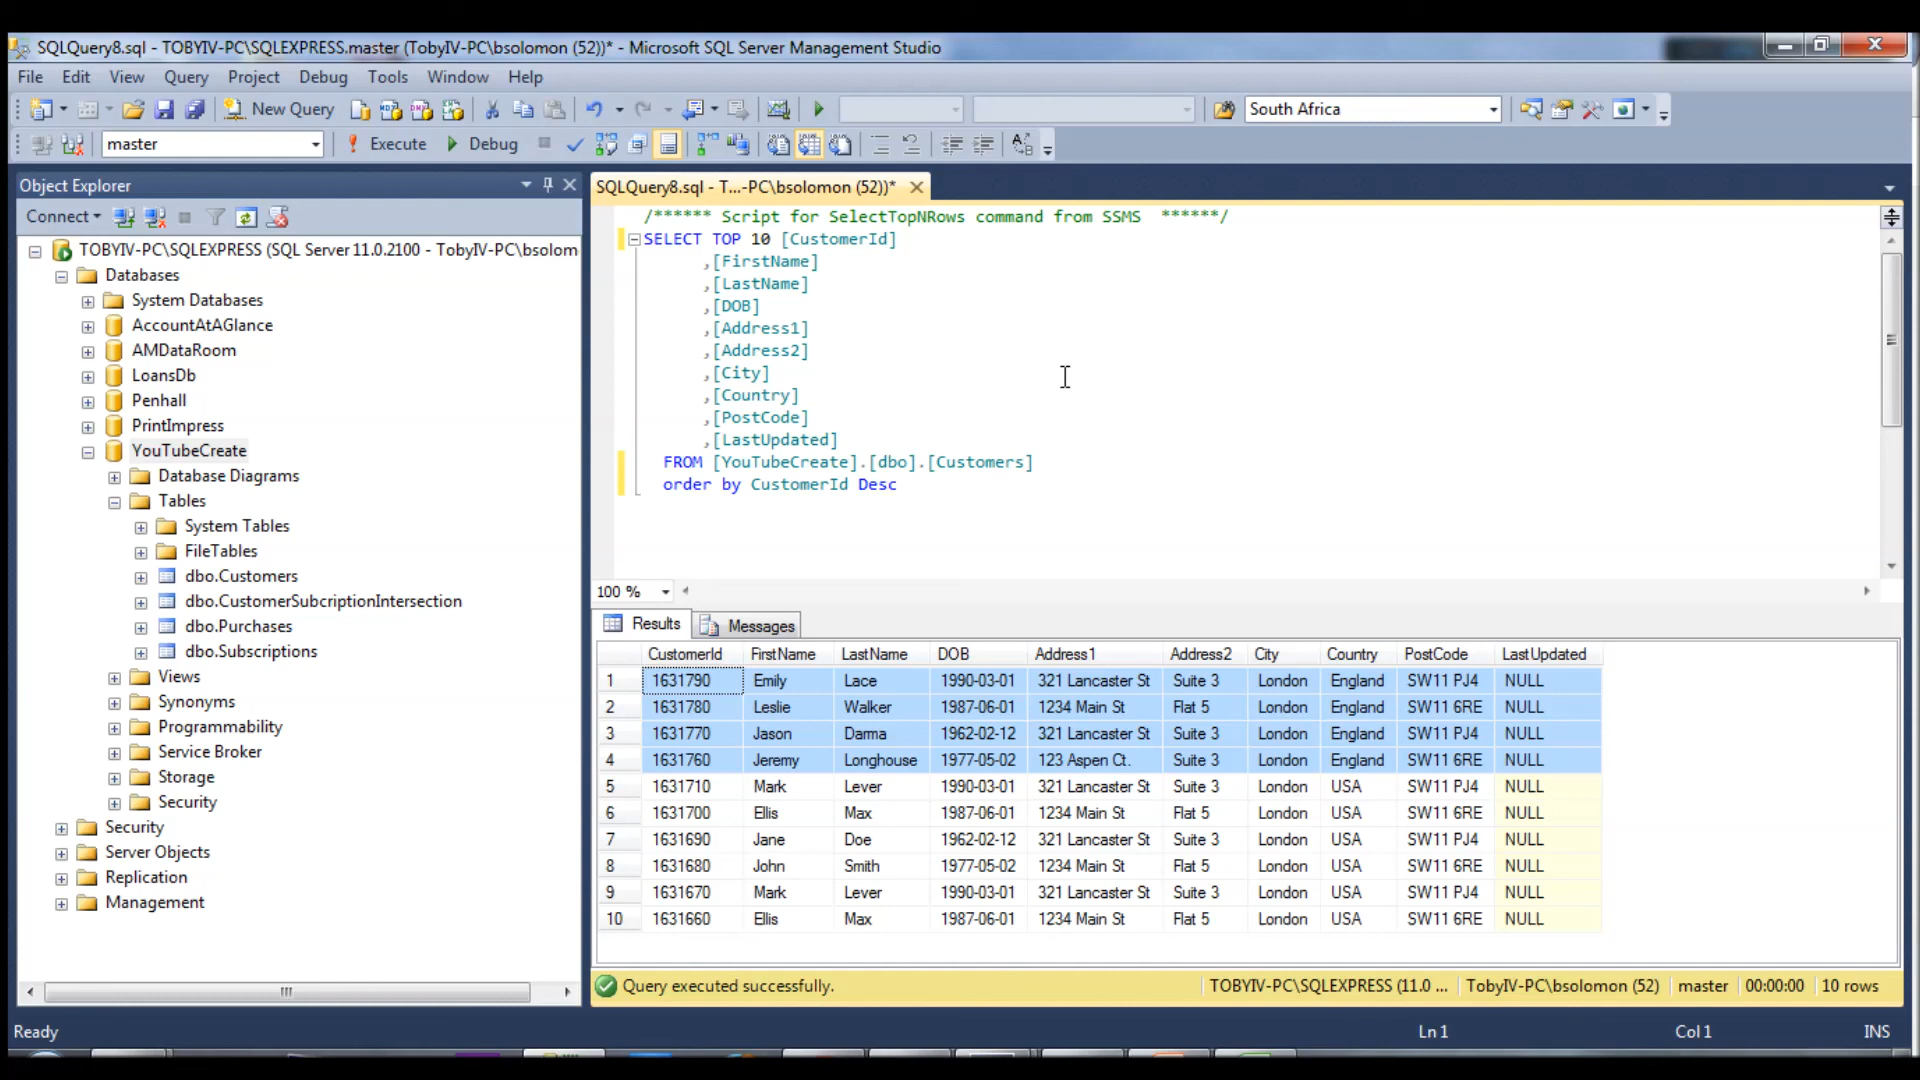 SQLQuery8.sql - TOBYIV-PC\SQLEXPRESS.master (TobyIV-PC\bsolomon (52))* - Microsoft SQL Server Management Studio
File Edit View Query Project Debug Tools Window Help
New Query South Africa
master Execute Debug
Object Explorer
Connect
TOBYIV-PC\SQLEXPRESS (SQL Server 11.0.2100 - TobyIV-PC\bsolom
Databases
System Databases
AccountAtAGlance
AMDataRoom
LoansDb
Penhall
PrintImpress
YouTubeCreate
Database Diagrams
Tables
System Tables
FileTables
dbo.Customers
dbo.CustomerSubcriptionIntersection
dbo.Purchases
dbo.Subscriptions
Views
Synonyms
Programmability
Service Broker
Storage
Security
Security
Server Objects
Replication
Management
SQLQuery8.sql - T...-PC\bsolomon (52))*
/****** Script for SelectTopNRows command from SSMS ******/
SELECT TOP 10 [CustomerId]
,[FirstName]
,[LastName]
,[DOB]
,[Address1]
,[Address2]
,[City]
,[Country]
,[PostCode]
,[LastUpdated]
FROM [YouTubeCreate].[dbo].[Customers]
order by CustomerId Desc
100 %
Results Messages
CustomerId FirstName LastName DOB Address1 Address2 City Country PostCode LastUpdated
1 1631790 Emily Lace 1990-03-01 321 Lancaster St Suite 3 London England SW11 PJ4 NULL
2 1631780 Leslie Walker 1987-06-01 1234 Main St Flat 5 London England SW11 6RE NULL
3 1631770 Jason Darma 1962-02-12 321 Lancaster St Suite 3 London England SW11 PJ4 NULL
4 1631760 Jeremy Longhouse 1977-05-02 123 Aspen Ct. Suite 3 London England SW11 6RE NULL
5 1631710 Mark Lever 1990-03-01 321 Lancaster St Suite 3 London USA SW11 PJ4 NULL
6 1631700 Ellis Max 1987-06-01 1234 Main St Flat 5 London USA SW11 6RE NULL
7 1631690 Jane Doe 1962-02-12 321 Lancaster St Suite 3 London USA SW11 PJ4 NULL
8 1631680 John Smith 1977-05-02 1234 Main St Flat 5 London USA SW11 6RE NULL
9 1631670 Mark Lever 1990-03-01 321 Lancaster St Suite 3 London USA SW11 PJ4 NULL
10 1631660 Ellis Max 1987-06-01 1234 Main St Flat 5 London USA SW11 6RE NULL
Query executed successfully. TOBYIV-PC\SQLEXPRESS (11.0 ... TobyIV-PC\bsolomon (52) master 00:00:00 10 rows
Ready Ln 1 Col 1 INS